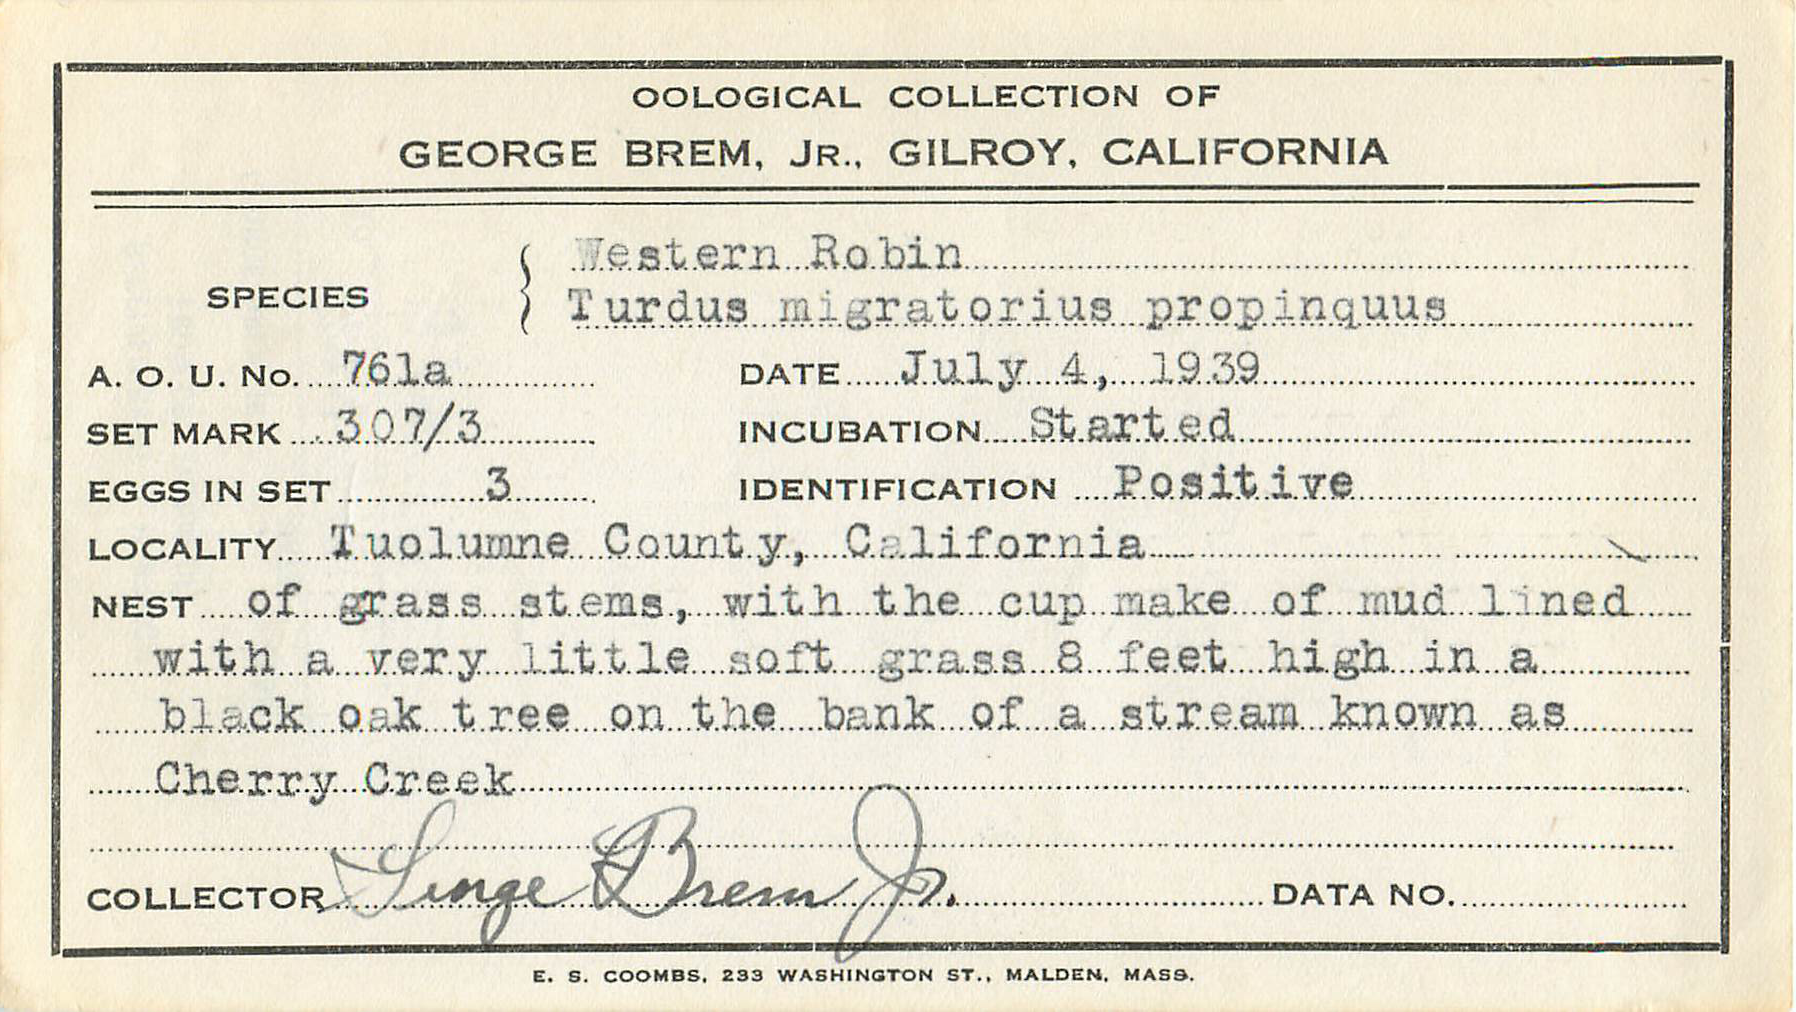 OOLOGICAL COLLECTION OF
GEORGE BREM, JR., GILROY, CALIFORNIA
SPECIES
Western Robin
Turdus migratorius propinquus
A. O. U. No. 761a DATE July 4, 1939
SET MARK 307/3 INCUBATION Started
EGGS IN SET 3 IDENTIFICATION Positive
LOCALITY Tuolumne County, California
NEST of grass stems, with the cup make of mud lined
with a very little soft grass 8 feet high in a
black oak tree on the bank of a stream known as
Cherry Creek
COLLECTOR George Brem Jr. DATA NO.
E. S. COOMBS, 233 WASHINGTON ST., MALDEN, MASS.